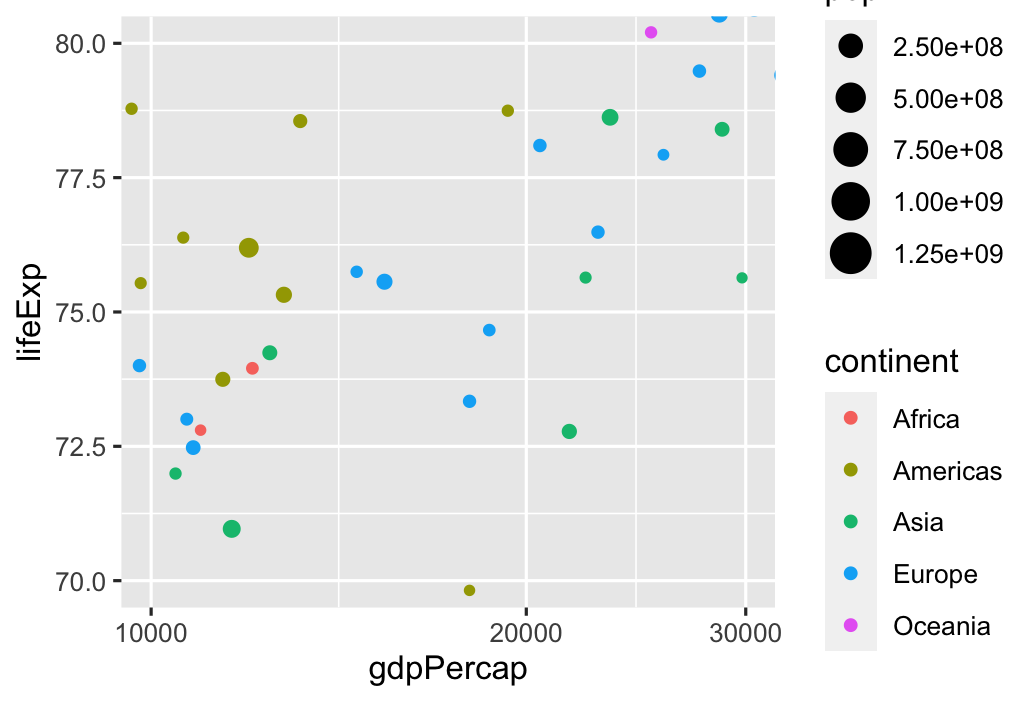 lifeExp
80.0
77.5
75.0
72.5
70.0
10000
20000
30000
gdpPercap
pop
2.50e+08
5.00e+08
7.50e+08
1.00e+09
1.25e+09
continent
Africa
Americas
Asia
Europe
Oceania